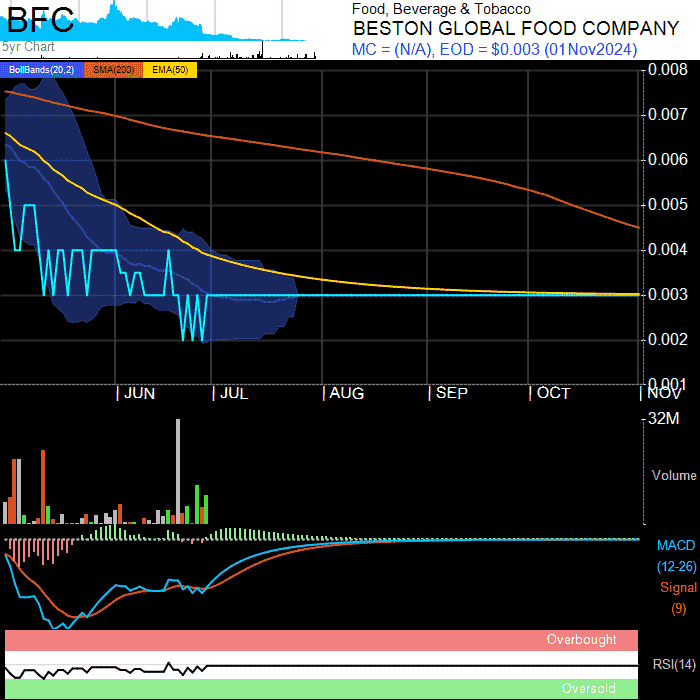 BFC
5yr Chart
Food, Beverage & Tobacco
BESTON GLOBAL FOOD COMPANY
MC = (N/A), EOD = $0.003 (01Nov2024)
BollBands(20,2) SMA(200) EMA(50)
0.008
0.007
0.006
0.005
0.004
0.003
0.002
0.001
JUN JUL AUG SEP OCT NOV
32M
Volume
MACD
(12-26)
Signal
(9)
Overbought
RSI(14)
Oversold